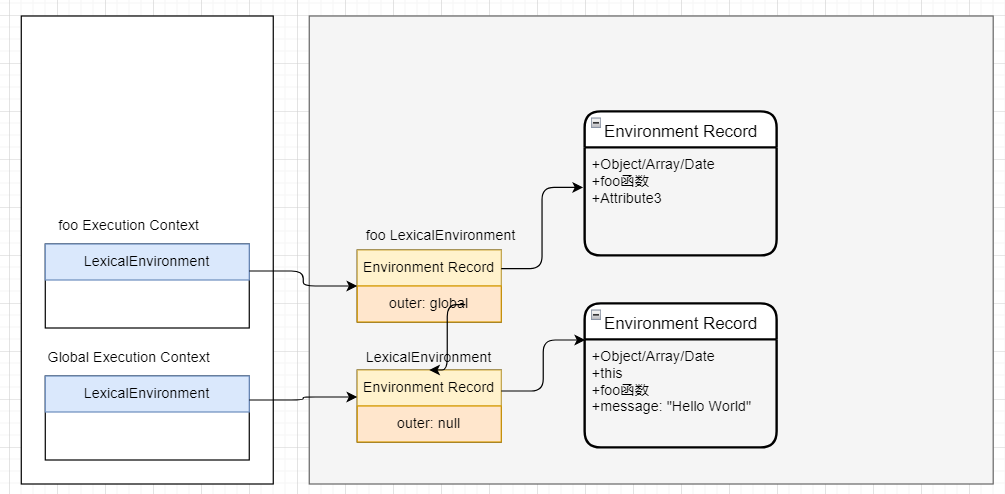 foo Execution Context
LexicalEnvironment
Global Execution Context
LexicalEnvironment
foo LexicalEnvironment
Environment Record
outer: global
LexicalEnvironment
Environment Record
outer: null
Environment Record
+Object/Array/Date
+foo函数
+Attribute3
Environment Record
+Object/Array/Date
+this
+foo函数
+message: "Hello World"